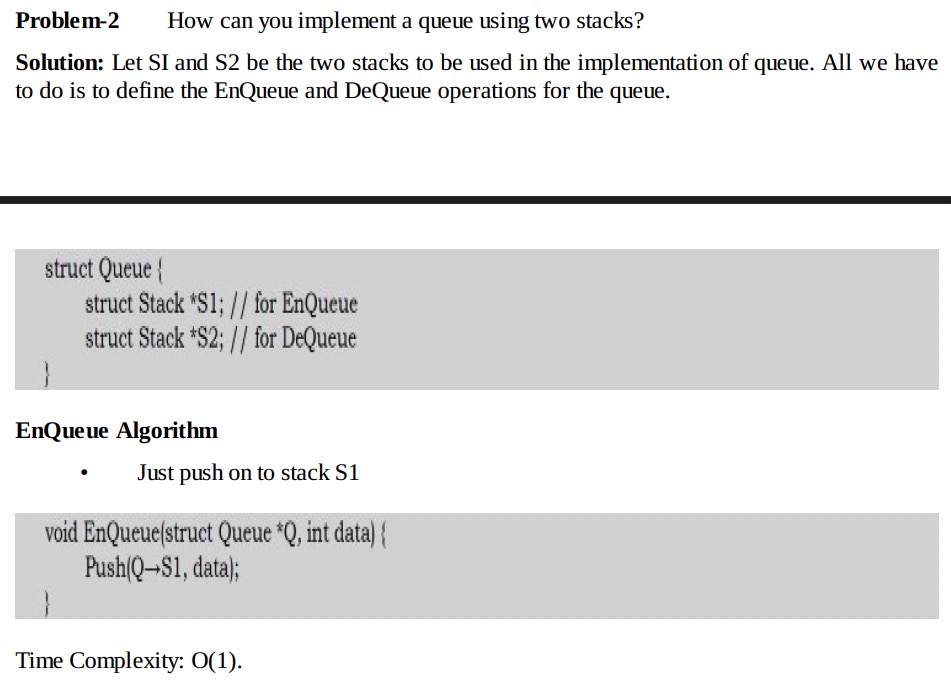 Problem-2 How can you implement a queue using two stacks?
Solution: Let SI and S2 be the two stacks to be used in the implementation of queue. All we have
to do is to define the EnQueue and DeQueue operations for the queue.
struct Queue {
struct Stack *S1; // for EnQueue
struct Stack *S2; // for DeQueue
}
EnQueue Algorithm
• Just push on to stack S1
void EnQueue(struct Queue *Q, int data) {
Push(Q→S1, data);
}
Time Complexity: O(1).